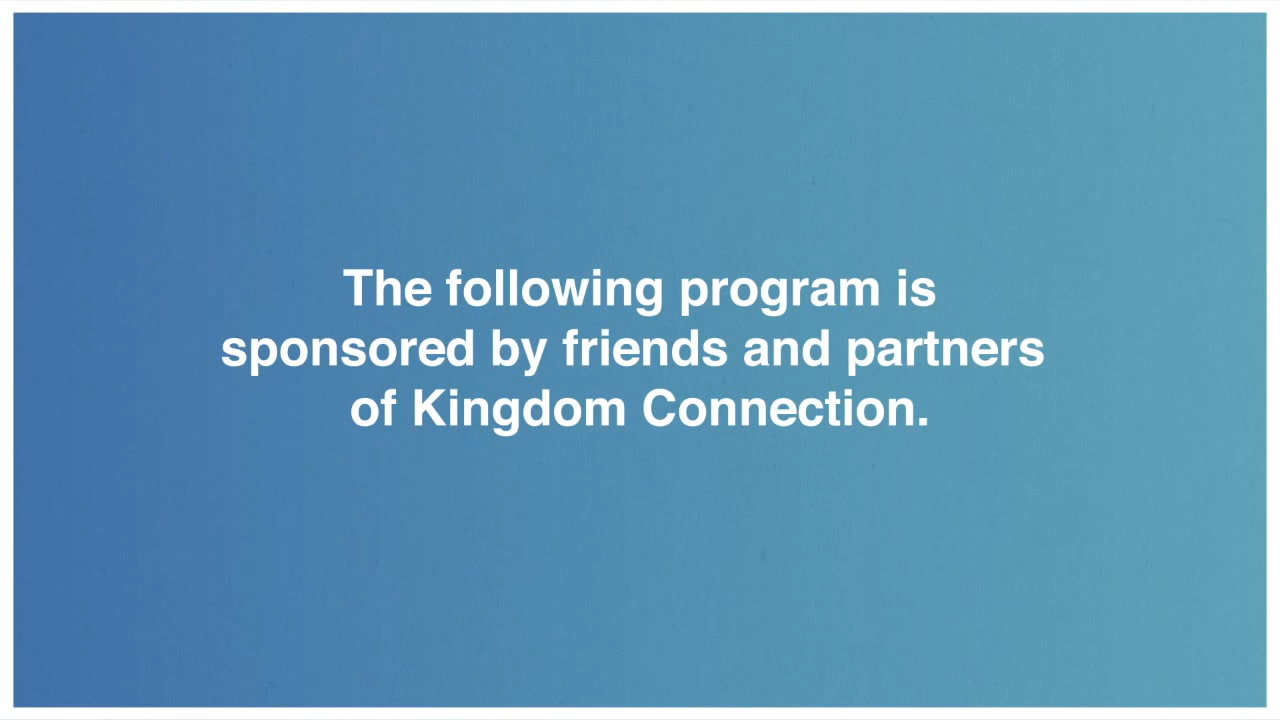 The following program is
sponsored by friends and partners
of Kingdom Connection.